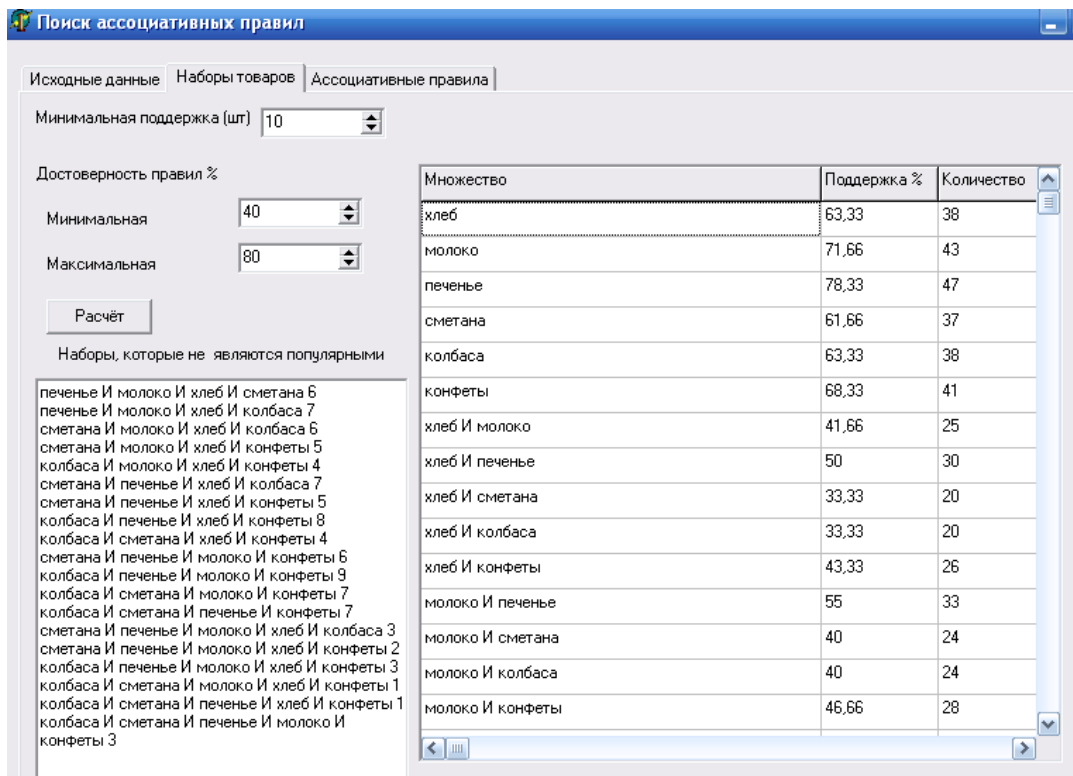 Поиск ассоциативных правил
Исходные данные Наборы товаров Ассоциативные правила
Минимальная поддержка (шт) 10
Достоверность правил %
Минимальная 40
Максимальная 80
Расчёт
Наборы, которые не являются популярными
печенье И молоко И хлеб И сметана 6
печенье И молоко И хлеб И колбаса 7
сметана И молоко И хлеб И колбаса 6
сметана И молоко И хлеб И конфеты 5
колбаса И молоко И хлеб И конфеты 4
сметана И печенье И хлеб И колбаса 7
сметана И печенье И хлеб И конфеты 5
колбаса И печенье И хлеб И конфеты 8
колбаса И сметана И хлеб И конфеты 4
сметана И печенье И молоко И конфеты 6
колбаса И печенье И молоко И конфеты 9
колбаса И сметана И молоко И конфеты 7
колбаса И сметана И печенье И конфеты 7
сметана И печенье И молоко И хлеб И колбаса 3
сметана И печенье И молоко И хлеб И конфеты 2
колбаса И печенье И молоко И хлеб И конфеты 3
колбаса И сметана И молоко И хлеб И конфеты 1
колбаса И сметана И печенье И хлеб И конфеты 1
колбаса И сметана И печенье И молоко И
конфеты 3
Множество Поддержка % Количество
хлеб 63,33 38
молоко 71,66 43
печенье 78,33 47
сметана 61,66 37
колбаса 63,33 38
конфеты 68,33 41
хлеб И молоко 41,66 25
хлеб И печенье 50 30
хлеб И сметана 33,33 20
хлеб И колбаса 33,33 20
хлеб И конфеты 43,33 26
молоко И печенье 55 33
молоко И сметана 40 24
молоко И колбаса 40 24
молоко И конфеты 46,66 28